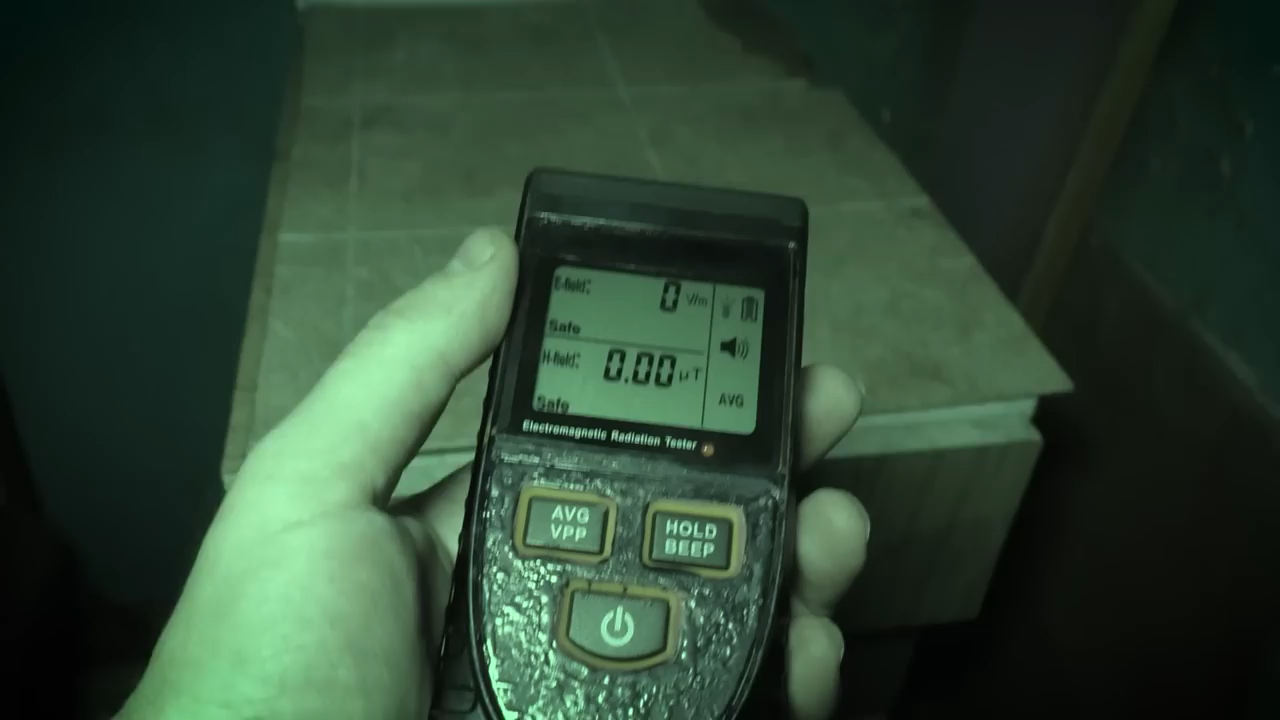 E-field: 0 V/m
Safe
H-field: 0.00 μT
Safe
AVG
Electromagnetic Radiation Tester
AVG
VPP
HOLD
BEEP